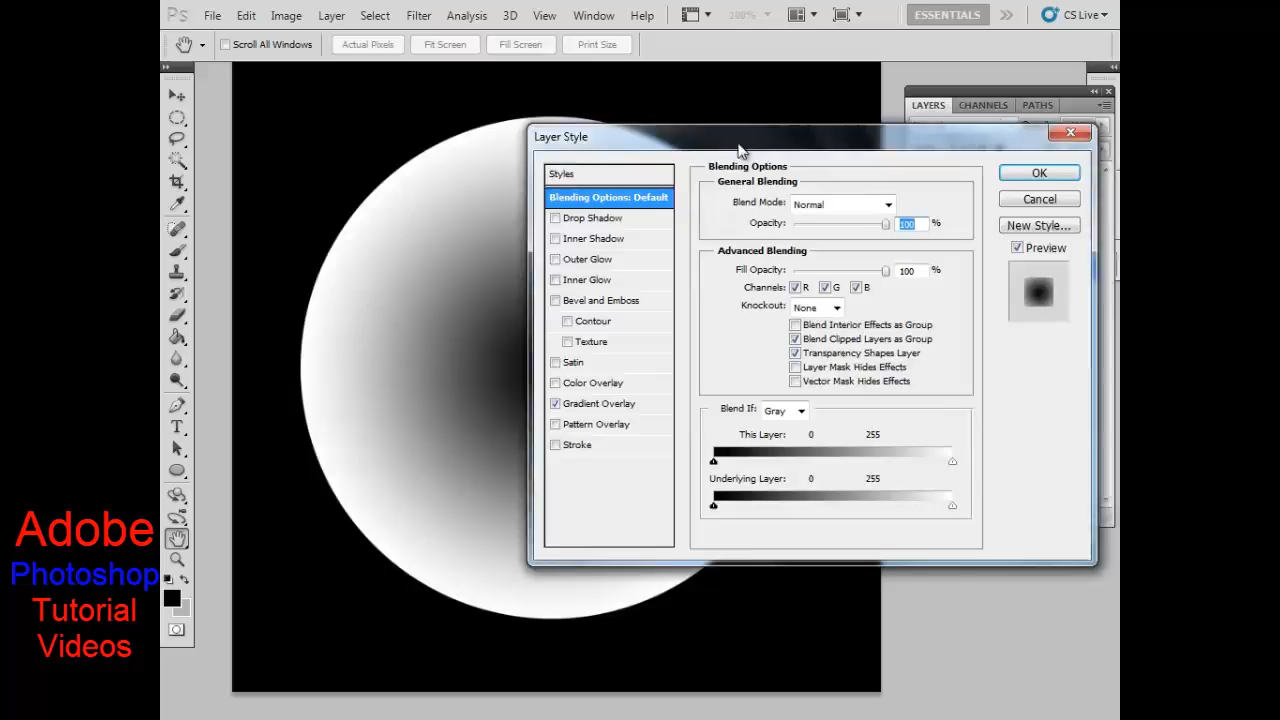 Ps File Edit Image Layer Select Filter Analysis 3D View Window Help 200% ESSENTIALS CS Live
Scroll All Windows Actual Pixels Fit Screen Fill Screen Print Size
LAYERS CHANNELS PATHS
Layer Style
Styles
Blending Options: Default
Drop Shadow
Inner Shadow
Outer Glow
Inner Glow
Bevel and Emboss
Contour
Texture
Satin
Color Overlay
Gradient Overlay
Pattern Overlay
Stroke
Blending Options
General Blending
Blend Mode: Normal
Opacity: 100 %
Advanced Blending
Fill Opacity: 100 %
Channels: R G B
Knockout: None
Blend Interior Effects as Group
Blend Clipped Layers as Group
Transparency Shapes Layer
Layer Mask Hides Effects
Vector Mask Hides Effects
Blend If: Gray
This Layer: 0 255
Underlying Layer: 0 255
OK
Cancel
New Style...
Preview
Adobe
Photoshop
Tutorial
Videos